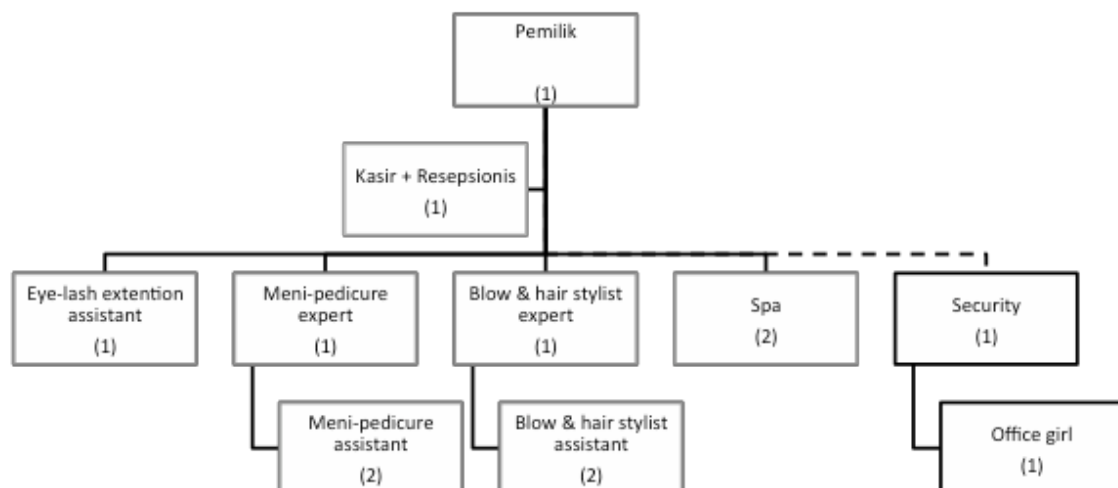 Pemilik
(1)
Kasir + Resepsionis
(1)
Eye-lash extention
assistant
(1)
Meni-pedicure
expert
(1)
Blow & hair stylist
expert
(1)
Spa
(2)
Security
(1)
Meni-pedicure
assistant
(2)
Blow & hair stylist
assistant
(2)
Office girl
(1)